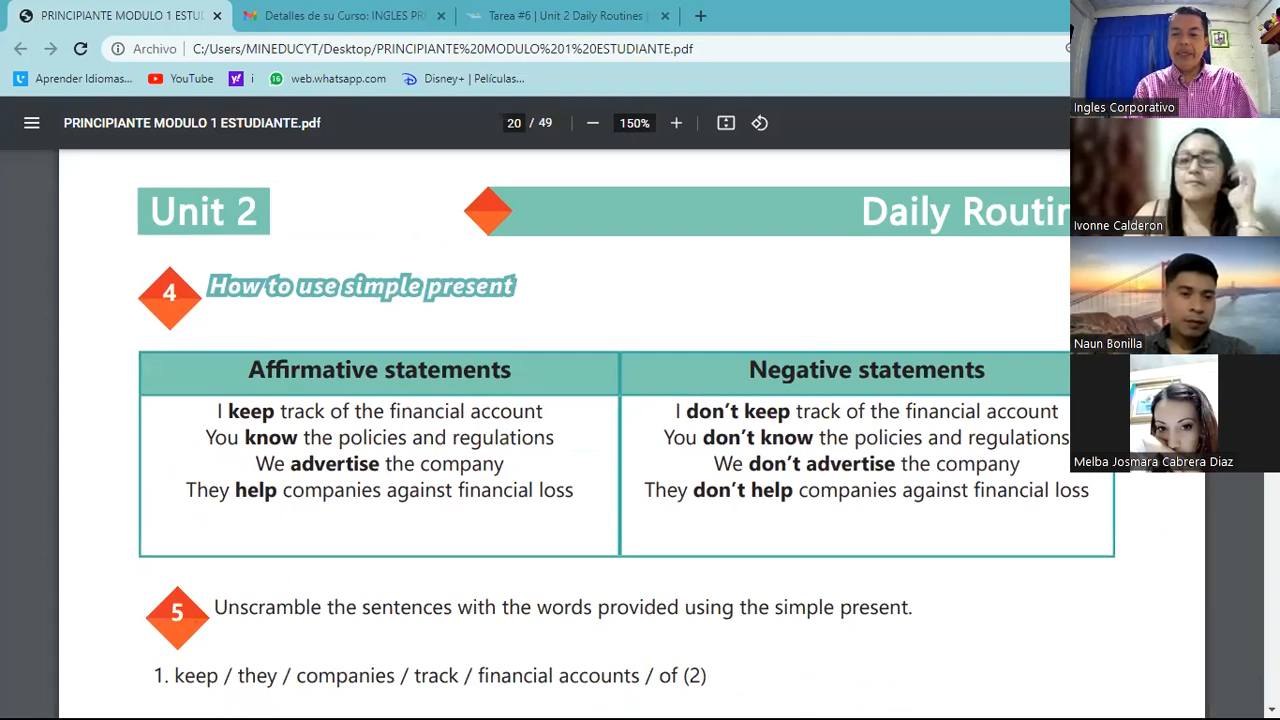 PRINCIPIANTE MODULO 1 ESTU
Detalles de su Curso: INGLES PRI
Tarea #6 | Unit 2 Daily Routines
Archivo
C:/Users/MINEDUCYT/Desktop/PRINCIPIANTE%20MODULO%201%20ESTUDIANTE.pdf
Aprender Idiomas...
YouTube
i
web.whatsapp.com
Disney+ | Películas,...
PRINCIPIANTE MODULO 1 ESTUDIANTE.pdf
20 / 49
150%
Unit 2
Daily Routin
4
How to use simple present
Affirmative statements
I keep track of the financial account
You know the policies and regulations
We advertise the company
They help companies against financial loss
Negative statements
I don't keep track of the financial account
You don't know the policies and regulations
We don't advertise the company
They don't help companies against financial loss
5
Unscramble the sentences with the words provided using the simple present.
1. keep / they / companies / track / financial accounts / of (2)
Ingles Corporativo
Ivonne Calderon
Naun Bonilla
Melba Josmara Cabrera Diaz